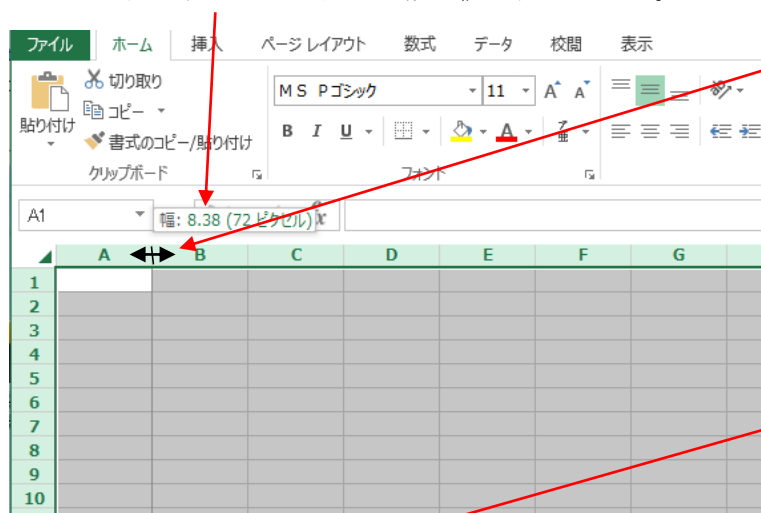 ファイル ホーム 挿入 ページ レイアウト 数式 データ 校閲 表示
切り取り
コピー
書式のコピー/貼り付け
貼り付け
クリップボード
MS Pゴシック 11 A A
B I U A ア 亜
フォント
A1
幅: 8.38 (72 ピクセル)
A B C D E F G
1
2
3
4
5
6
7
8
9
10